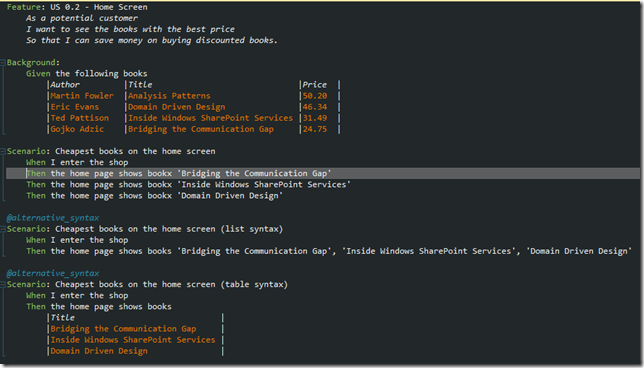 Feature: US 0.2 - Home Screen
As a potential customer
I want to see the books with the best price
So that I can save money on buying discounted books.
Background:
Given the following books
|Author |Title |Price |
|Martin Fowler |Analysis Patterns |50.20 |
|Eric Evans |Domain Driven Design |46.34 |
|Ted Pattison |Inside Windows SharePoint Services |31.49 |
|Gojko Adzic |Bridging the Communication Gap |24.75 |
Scenario: Cheapest books on the home screen
When I enter the shop
Then the home page shows bookx 'Bridging the Communication Gap'
Then the home page shows bookx 'Inside Windows SharePoint Services'
Then the home page shows bookx 'Domain Driven Design'
@alternative_syntax
Scenario: Cheapest books on the home screen (list syntax)
When I enter the shop
Then the home page shows books 'Bridging the Communication Gap', 'Inside Windows SharePoint Services', 'Domain Driven Design'
@alternative_syntax
Scenario: Cheapest books on the home screen (table syntax)
When I enter the shop
Then the home page shows books
|Title |
|Bridging the Communication Gap |
|Inside Windows SharePoint Services |
|Domain Driven Design |